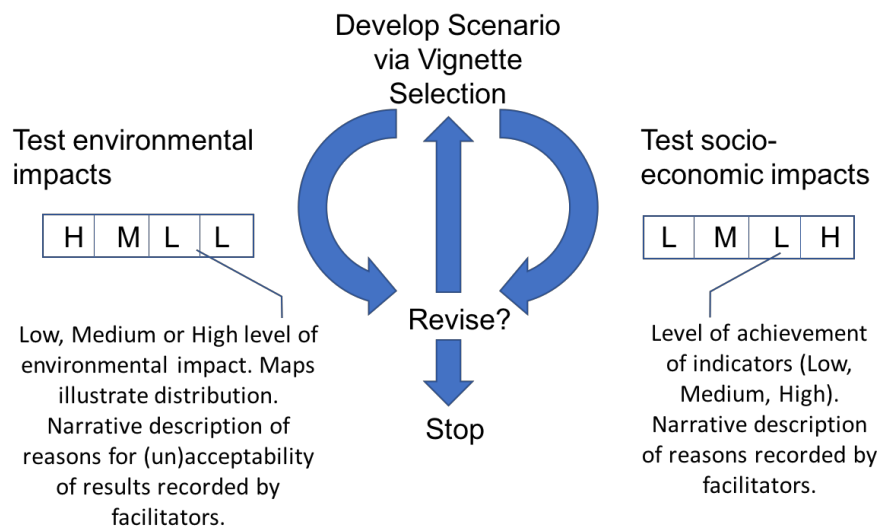 Develop Scenario
via Vignette
Selection
Test environmental
impacts
H M L L
Low, Medium or High level of
environmental impact. Maps
illustrate distribution.
Narrative description of
reasons for (un)acceptability
of results recorded by
facilitators.
Revise?
Stop
Test socio-
economic impacts
L M L H
Level of achievement
of indicators (Low,
Medium, High).
Narrative description
of reasons recorded by
facilitators.